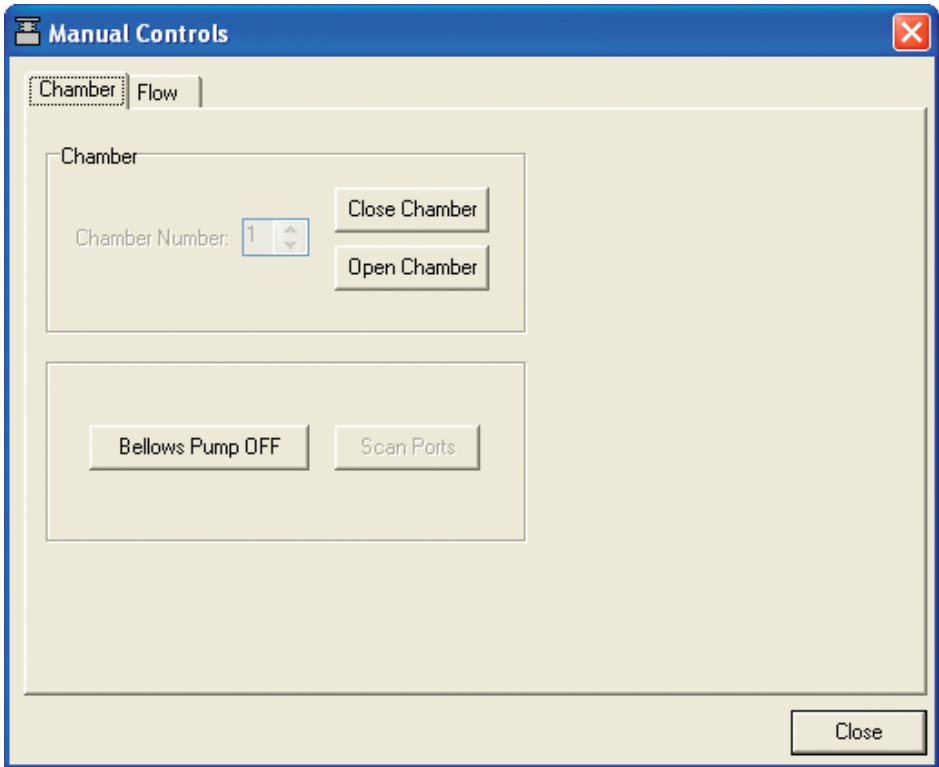 Manual Controls
Chamber Flow
Chamber
Close Chamber
Chamber Number: 1
Open Chamber
Bellows Pump OFF Scan Ports
Close